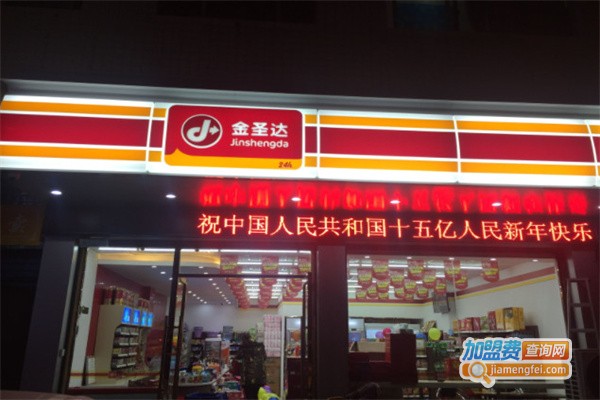 金圣达
Jinshengda
24h
祝中国人民共和国十五亿人民新年快乐
加盟费查询网
jiamengfei.com